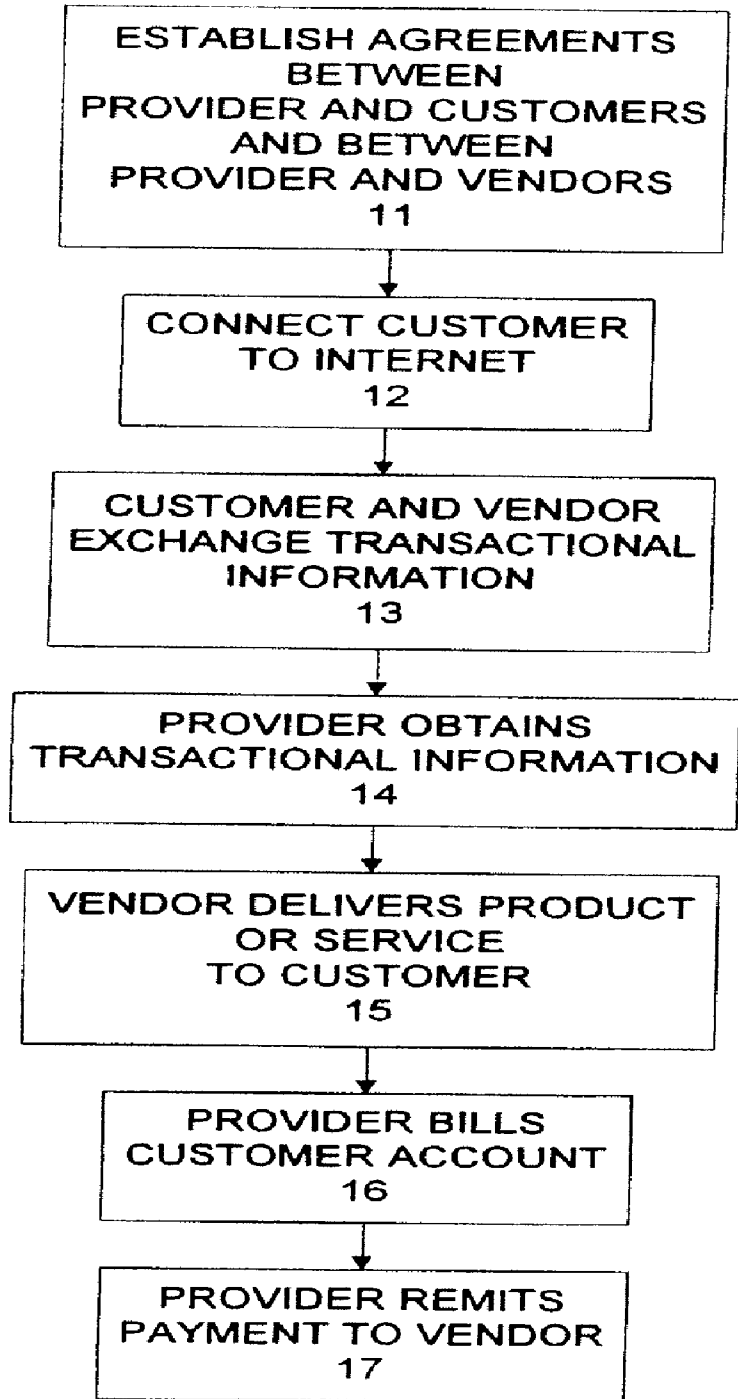 ESTABLISH AGREEMENTS
BETWEEN
PROVIDER AND CUSTOMERS
AND BETWEEN
PROVIDER AND VENDORS
11
CONNECT CUSTOMER
TO INTERNET
12
CUSTOMER AND VENDOR
EXCHANGE TRANSACTIONAL
INFORMATION
13
PROVIDER OBTAINS
TRANSACTIONAL INFORMATION
14
VENDOR DELIVERS PRODUCT
OR SERVICE
TO CUSTOMER
15
PROVIDER BILLS
CUSTOMER ACCOUNT
16
PROVIDER REMITS
PAYMENT TO VENDOR
17